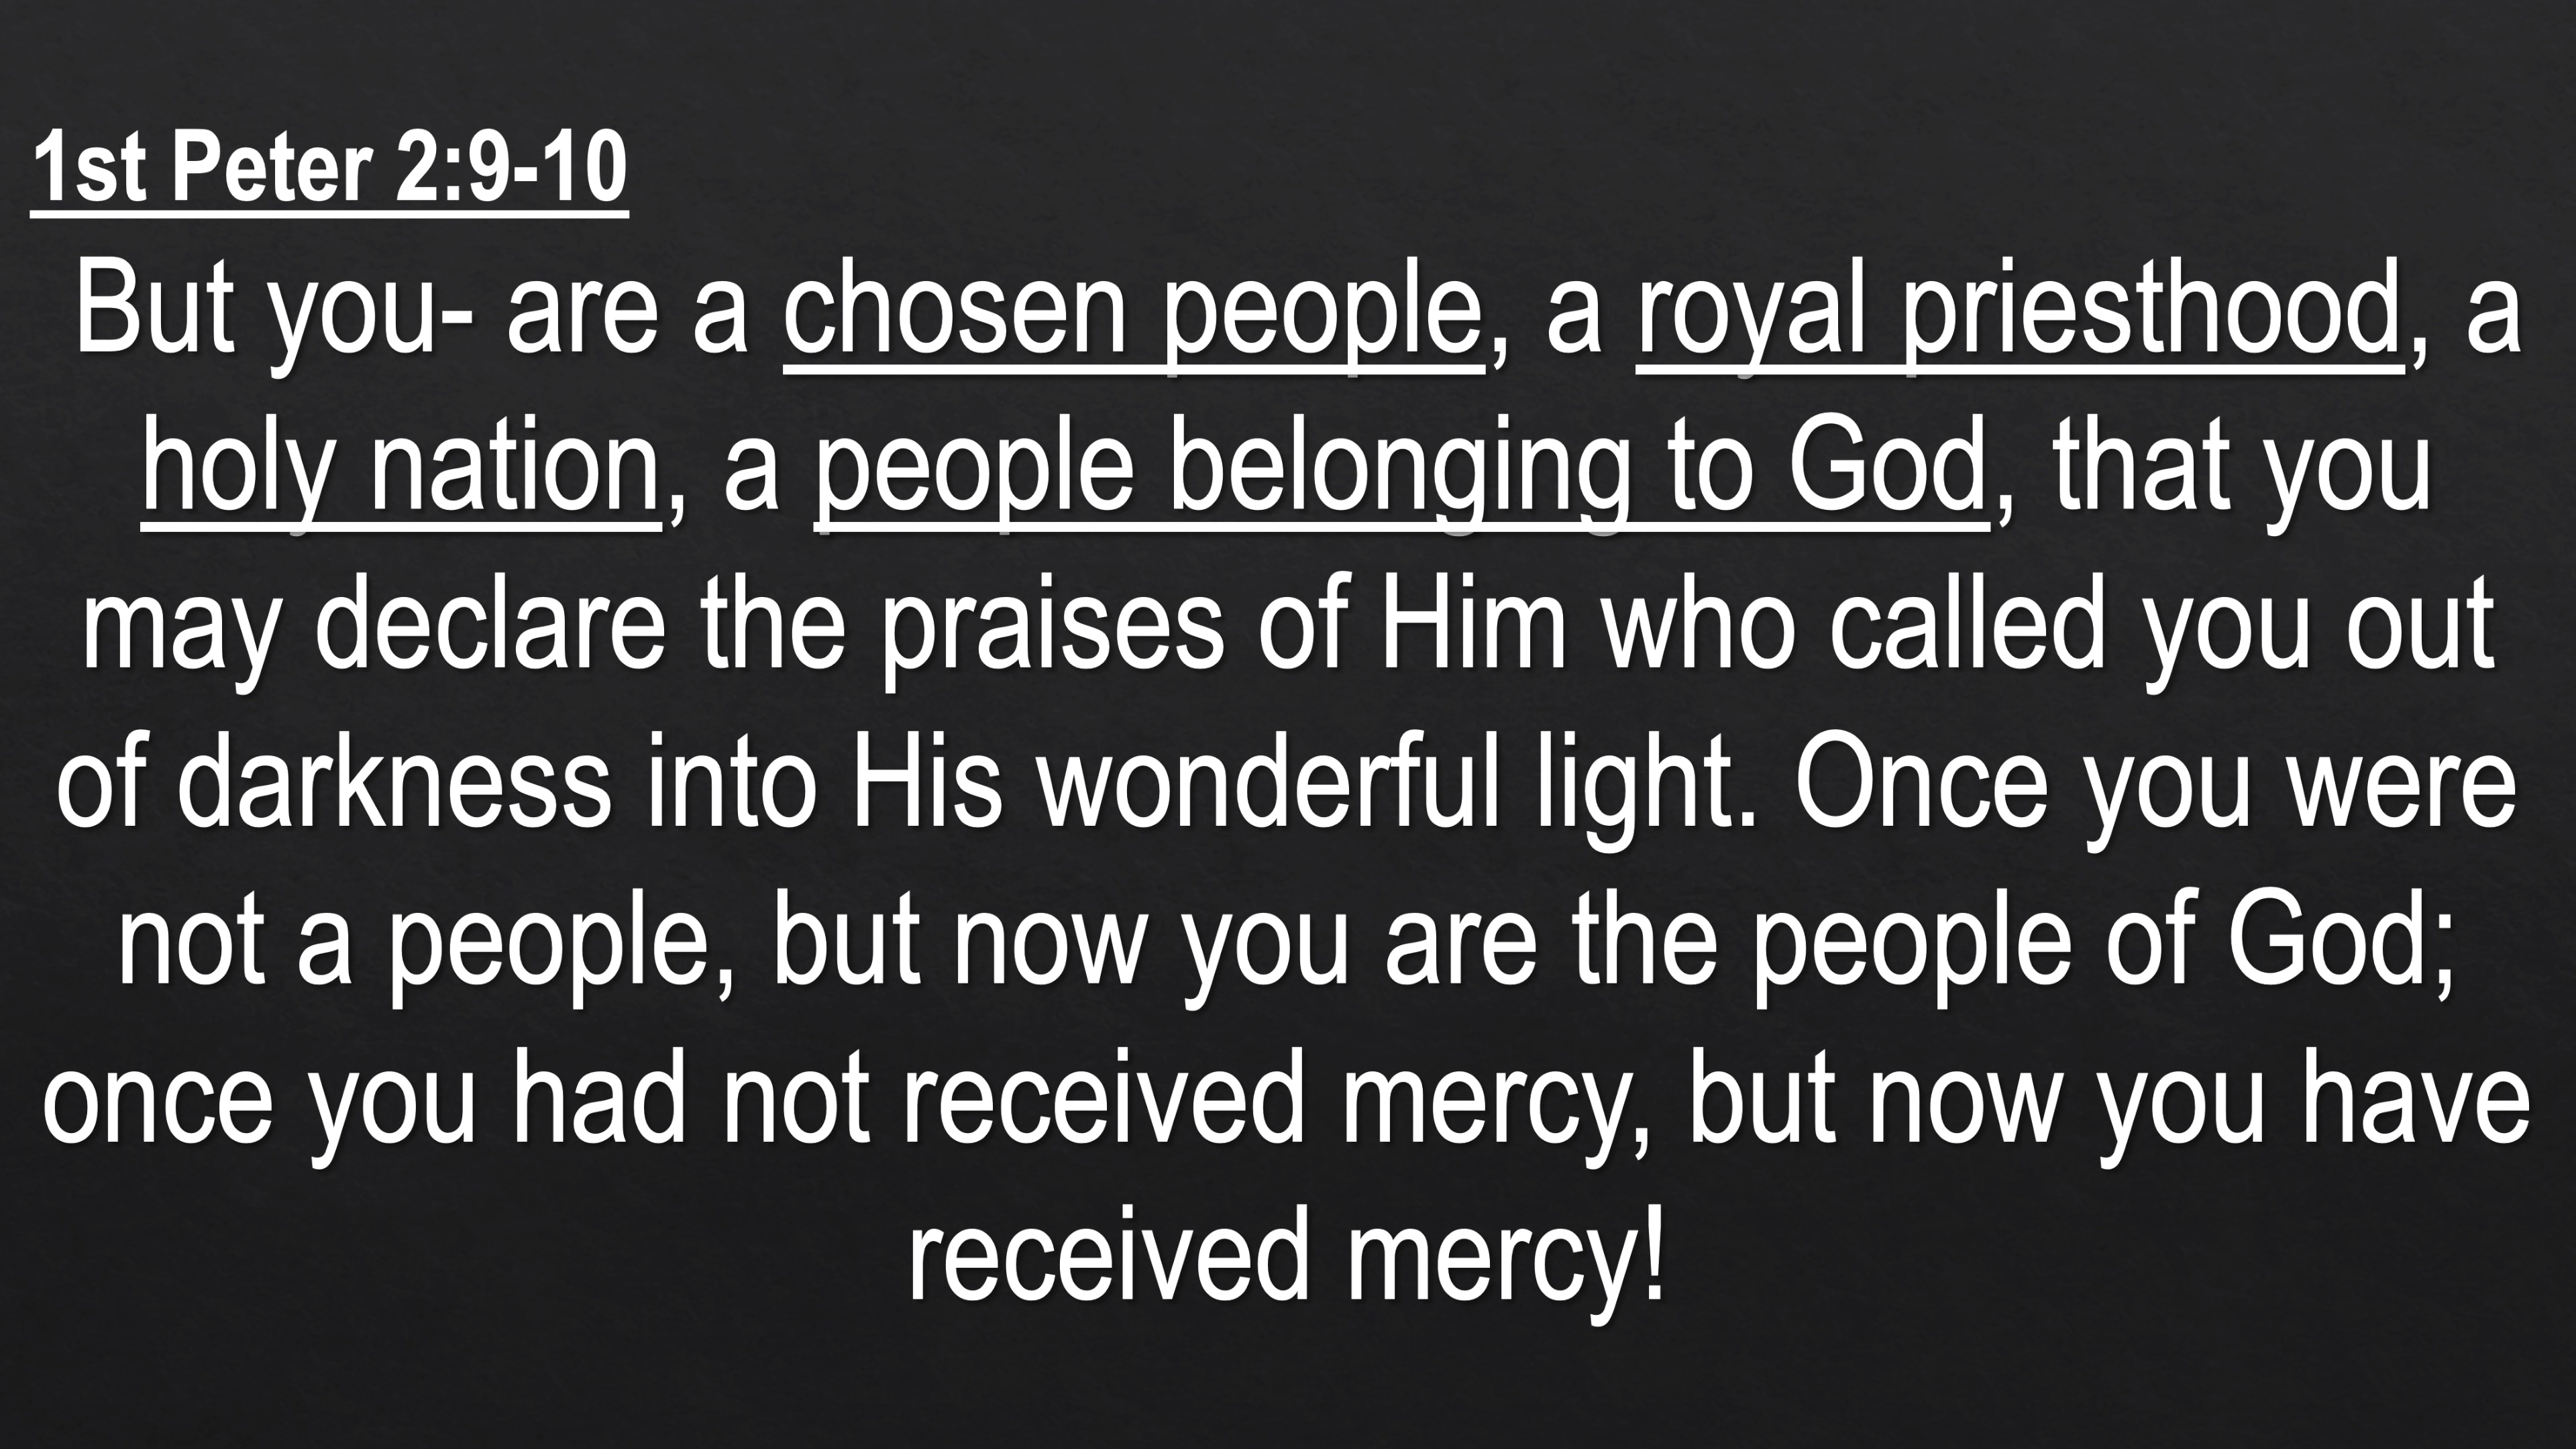 1st Peter 2:9-10
But you- are a chosen people, a royal priesthood, a
holy nation, a people belonging to God, that you
may declare the praises of Him who called you out
of darkness into His wonderful light. Once you were
not a people, but now you are the people of God;
once you had not received mercy, but now you have
received mercy!